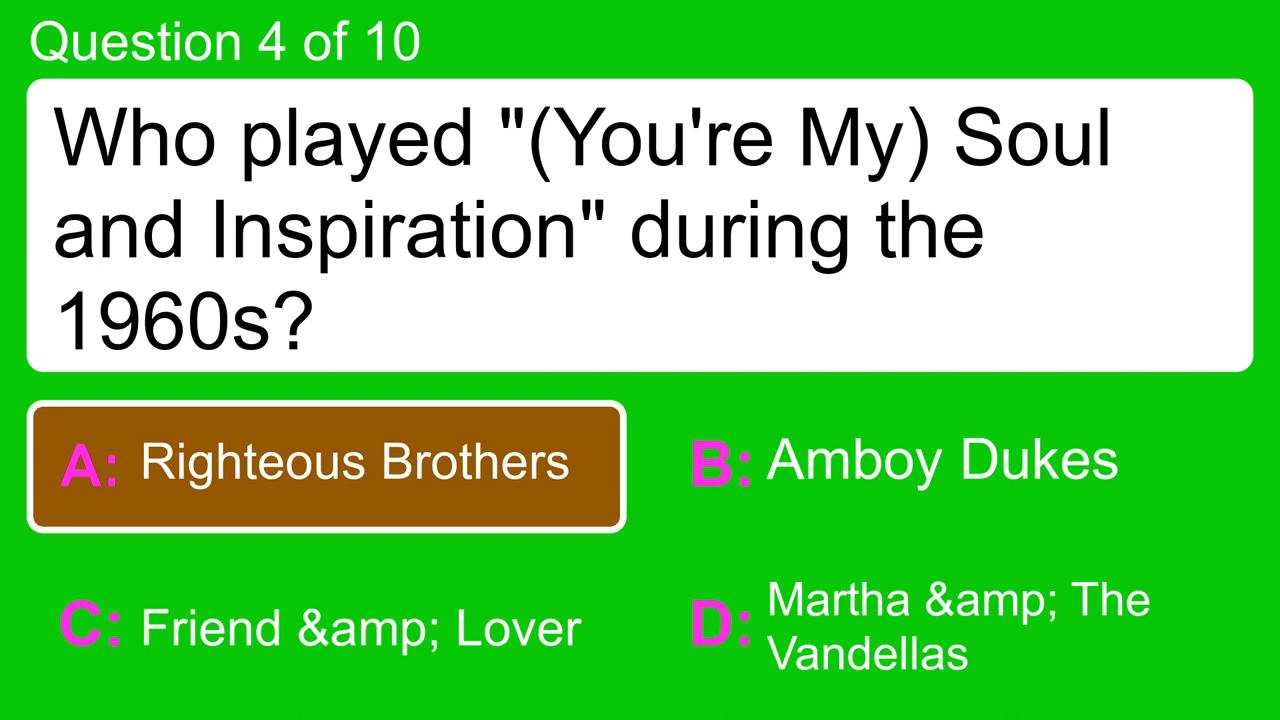 Question 4 of 10
Who played "(You're My) Soul
and Inspiration" during the
1960s?
A: Righteous Brothers
B: Amboy Dukes
C: Friend &amp; Lover
D: Martha &amp; The
Vandellas